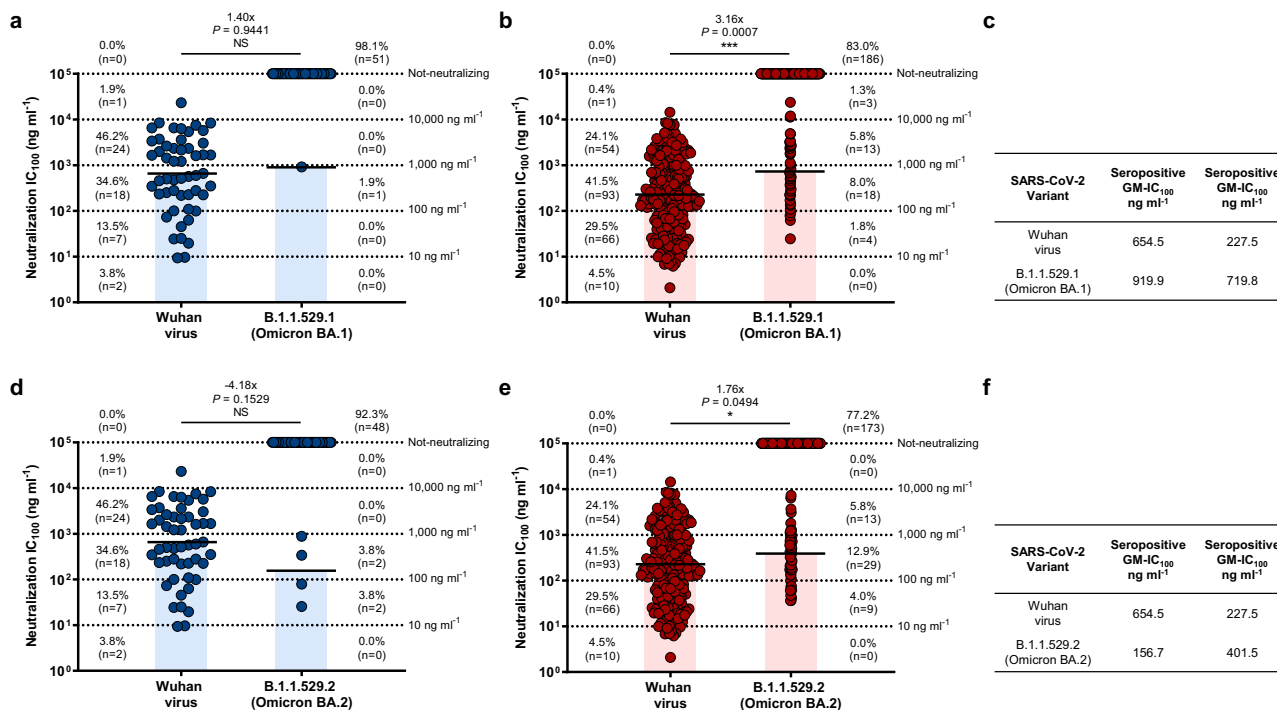 a
1.40x
P = 0.9441
NS
0.0%
(n=0)
98.1%
(n=51)
Neutralization IC₁₀₀ (ng ml⁻¹)
10⁵
10⁴
10³
10²
10¹
10⁰
Not-neutralizing
1.9%
(n=1)
0.0%
(n=0)
10,000 ng ml⁻¹
46.2%
(n=24)
0.0%
(n=0)
1,000 ng ml⁻¹
34.6%
(n=18)
1.9%
(n=1)
100 ng ml⁻¹
13.5%
(n=7)
0.0%
(n=0)
10 ng ml⁻¹
3.8%
(n=2)
0.0%
(n=0)
Wuhan
virus
B.1.1.529.1
(Omicron BA.1)
b
3.16x
P = 0.0007
***
0.0%
(n=0)
83.0%
(n=186)
Neutralization IC₁₀₀ (ng ml⁻¹)
10⁵
10⁴
10³
10²
10¹
10⁰
Not-neutralizing
0.4%
(n=1)
1.3%
(n=3)
10,000 ng ml⁻¹
24.1%
(n=54)
5.8%
(n=13)
1,000 ng ml⁻¹
41.5%
(n=93)
8.0%
(n=18)
100 ng ml⁻¹
29.5%
(n=66)
1.8%
(n=4)
10 ng ml⁻¹
4.5%
(n=10)
0.0%
(n=0)
Wuhan
virus
B.1.1.529.1
(Omicron BA.1)
c
SARS-CoV-2
Variant
Seropositive
GM-IC₁₀₀
ng ml⁻¹
Seropositive
GM-IC₁₀₀
ng ml⁻¹
Wuhan
virus
654.5
227.5
B.1.1.529.1
(Omicron BA.1)
919.9
719.8
d
-4.18x
P = 0.1529
NS
0.0%
(n=0)
92.3%
(n=48)
Neutralization IC₁₀₀ (ng ml⁻¹)
10⁵
10⁴
10³
10²
10¹
10⁰
Not-neutralizing
1.9%
(n=1)
0.0%
(n=0)
10,000 ng ml⁻¹
46.2%
(n=24)
0.0%
(n=0)
1,000 ng ml⁻¹
34.6%
(n=18)
3.8%
(n=2)
100 ng ml⁻¹
13.5%
(n=7)
3.8%
(n=2)
10 ng ml⁻¹
3.8%
(n=2)
0.0%
(n=0)
Wuhan
virus
B.1.1.529.2
(Omicron BA.2)
e
1.76x
P = 0.0494
*
0.0%
(n=0)
77.2%
(n=173)
Neutralization IC₁₀₀ (ng ml⁻¹)
10⁵
10⁴
10³
10²
10¹
10⁰
Not-neutralizing
0.4%
(n=1)
0.0%
(n=0)
10,000 ng ml⁻¹
24.1%
(n=54)
5.8%
(n=13)
1,000 ng ml⁻¹
41.5%
(n=93)
12.9%
(n=29)
100 ng ml⁻¹
29.5%
(n=66)
4.0%
(n=9)
10 ng ml⁻¹
4.5%
(n=10)
0.0%
(n=0)
Wuhan
virus
B.1.1.529.2
(Omicron BA.2)
f
SARS-CoV-2
Variant
Seropositive
GM-IC₁₀₀
ng ml⁻¹
Seropositive
GM-IC₁₀₀
ng ml⁻¹
Wuhan
virus
654.5
227.5
B.1.1.529.2
(Omicron BA.2)
156.7
401.5